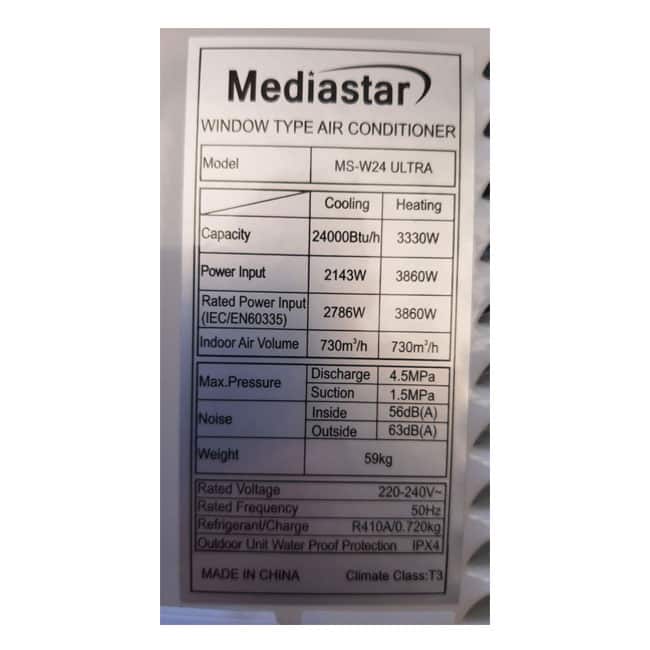 Mediastar
WINDOW TYPE AIR CONDITIONER
Model MS-W24 ULTRA
Cooling Heating
Capacity 24000Btu/h 3330W
Power Input 2143W 3860W
Rated Power Input
(IEC/EN60335) 2786W 3860W
Indoor Air Volume 730m³/h 730m³/h
Max.Pressure Discharge 4.5MPa
Suction 1.5MPa
Noise Inside 56dB(A)
Outside 63dB(A)
Weight 59kg
Rated Voltage 220-240V~
Rated Frequency 50Hz
Refrigerant/Charge R410A/0.720kg
Outdoor Unit Water Proof Protection IPX4
MADE IN CHINA Climate Class:T3